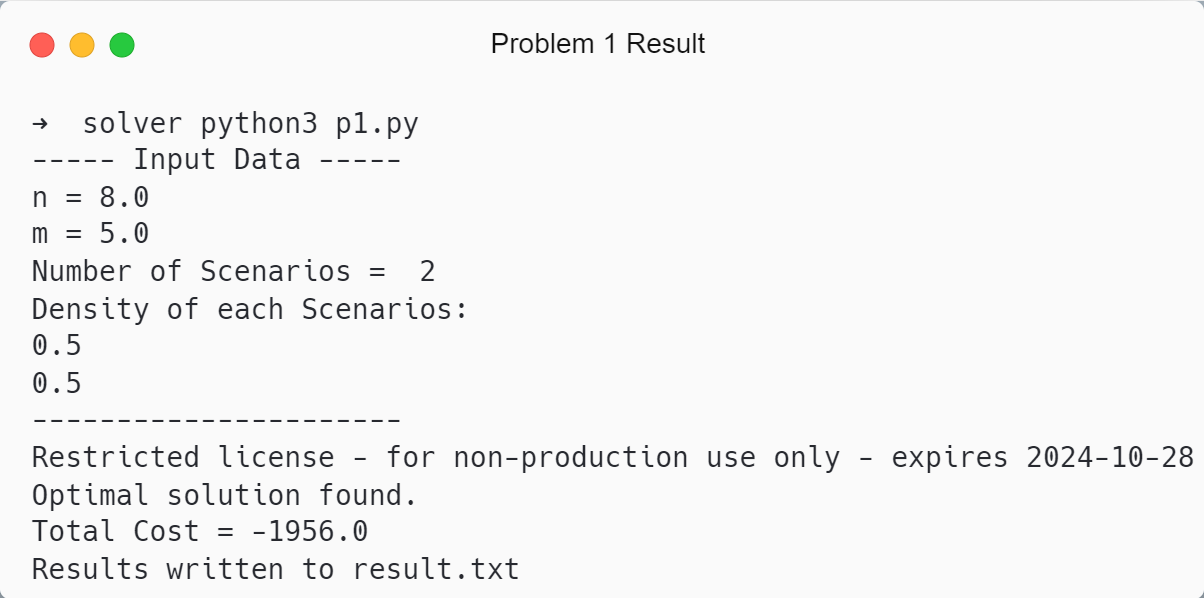 Problem 1 Result
➜  solver python3 p1.py
----- Input Data -----
n = 8.0
m = 5.0
Number of Scenarios =  2
Density of each Scenarios:
0.5
0.5
----------------------
Restricted license - for non-production use only - expires 2024-10-28
Optimal solution found.
Total Cost = -1956.0
Results written to result.txt